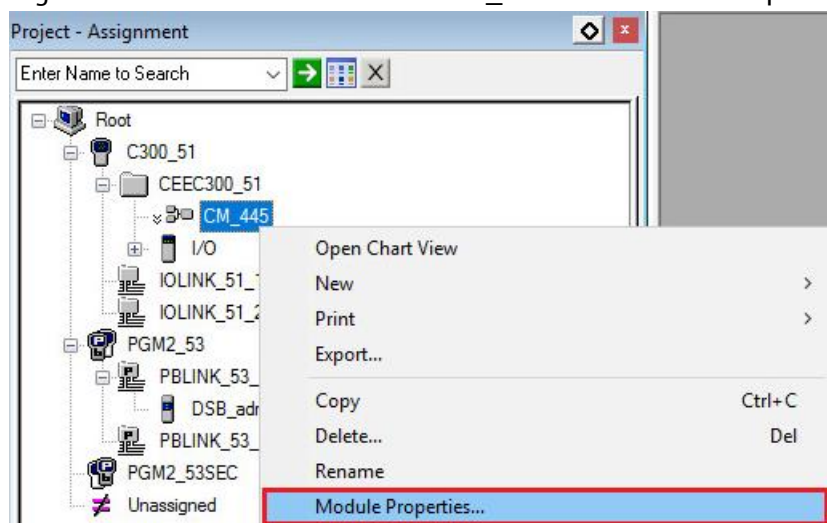 Project - Assignment
Enter Name to Search
Root
C300_51
CEEC300_51
CM_445
I/O
IOLINK_51_
IOLINK_51_2
PGM2_53
PBLINK_53_
DSB_adr
PBLINK_53_
PGM2_53SEC
Unassigned
Open Chart View
New
Print
Export...
Copy Ctrl+C
Delete... Del
Rename
Module Properties...